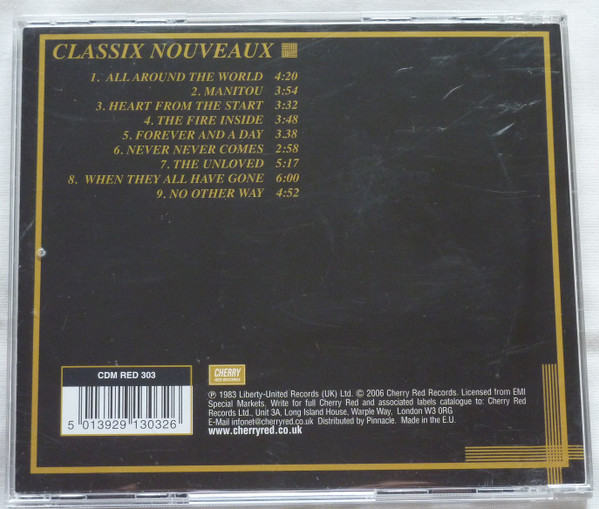 CLASSIX NOUVEAUX
1. ALL AROUND THE WORLD 4:20
2. MANITOU 3:54
3. HEART FROM THE START 3:32
4. THE FIRE INSIDE 3:48
5. FOREVER AND A DAY 3.38
6. NEVER NEVER COMES 2:58
7. THE UNLOVED 5:17
8. WHEN THEY ALL HAVE GONE 6:00
9. NO OTHER WAY 4:52
CDM RED 303
5 013929 130326
CHERRY
RED RECORDS
℗ 1983 Liberty-United Records (UK) Ltd. © 2006 Cherry Red Records. Licensed from EMI
Special Markets. Write for full Cherry Red and associated labels catalogue to: Cherry Red
Records Ltd., Unit 3A, Long Island House, Warple Way, London W3 0RG
E-Mail infonet@cherryred.co.uk Distributed by Pinnacle. Made in the E.U.
www.cherryred.co.uk